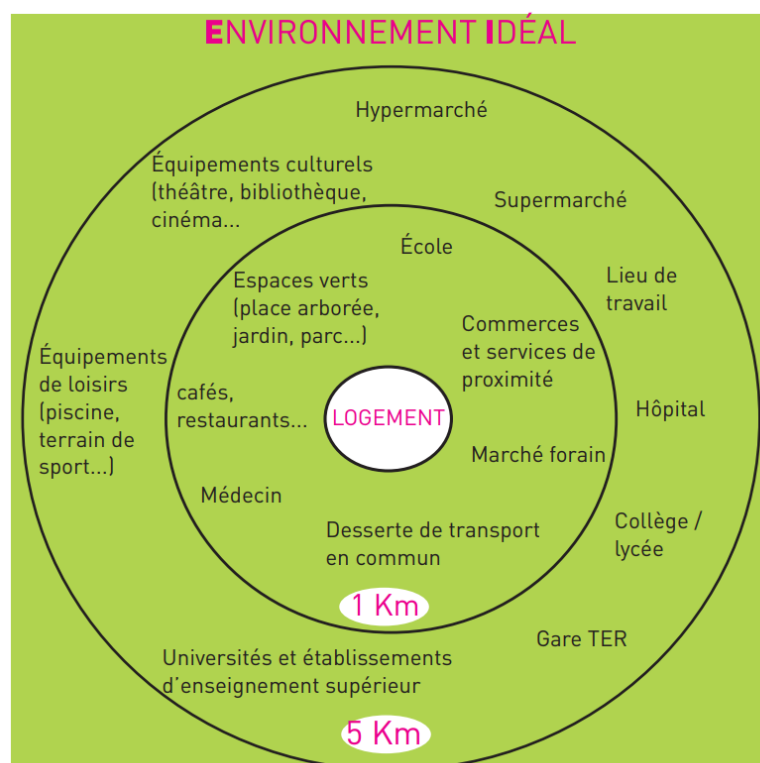 ENVIRONNEMENT IDÉAL
Hypermarché
Équipements culturels
(théâtre, bibliothèque,
cinéma...
Supermarché
École
Espaces verts
(place arborée,
jardin, parc...)
Lieu de
travail
Commerces
et services de
proximité
Équipements
de loisirs
(piscine,
terrain de
sport...)
cafés,
restaurants...
LOGEMENT
Hôpital
Marché forain
Médecin
Desserte de transport
en commun
Collège /
lycée
1 Km
Gare TER
Universités et établissements
d'enseignement supérieur
5 Km